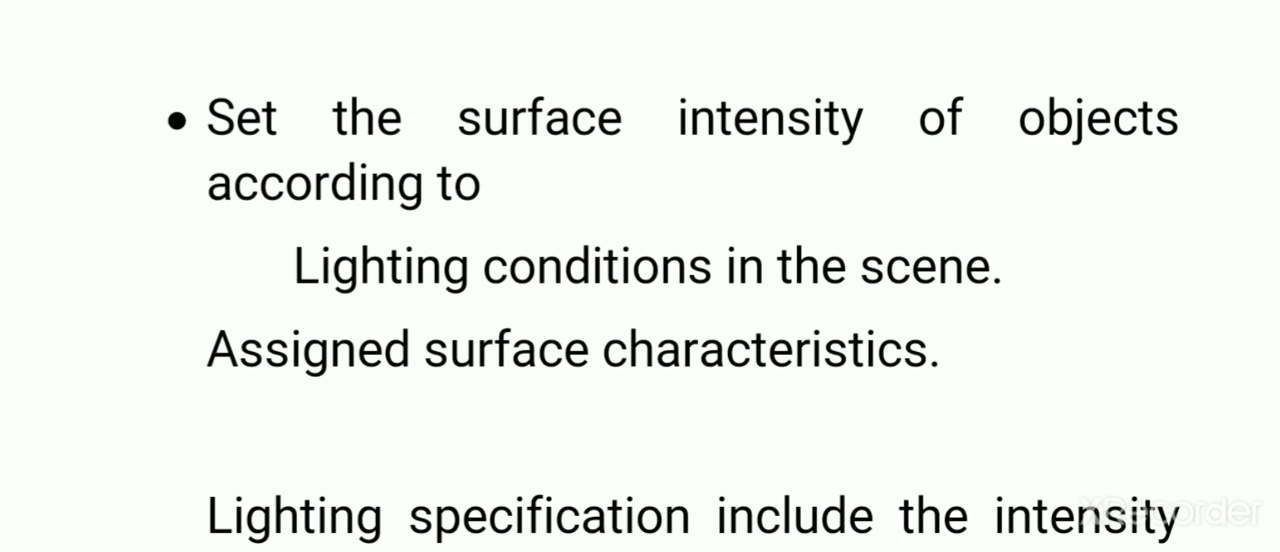 • Set the surface intensity of objects
according to
Lighting conditions in the scene.
Assigned surface characteristics.
Lighting specification include the intensity
XRecorder